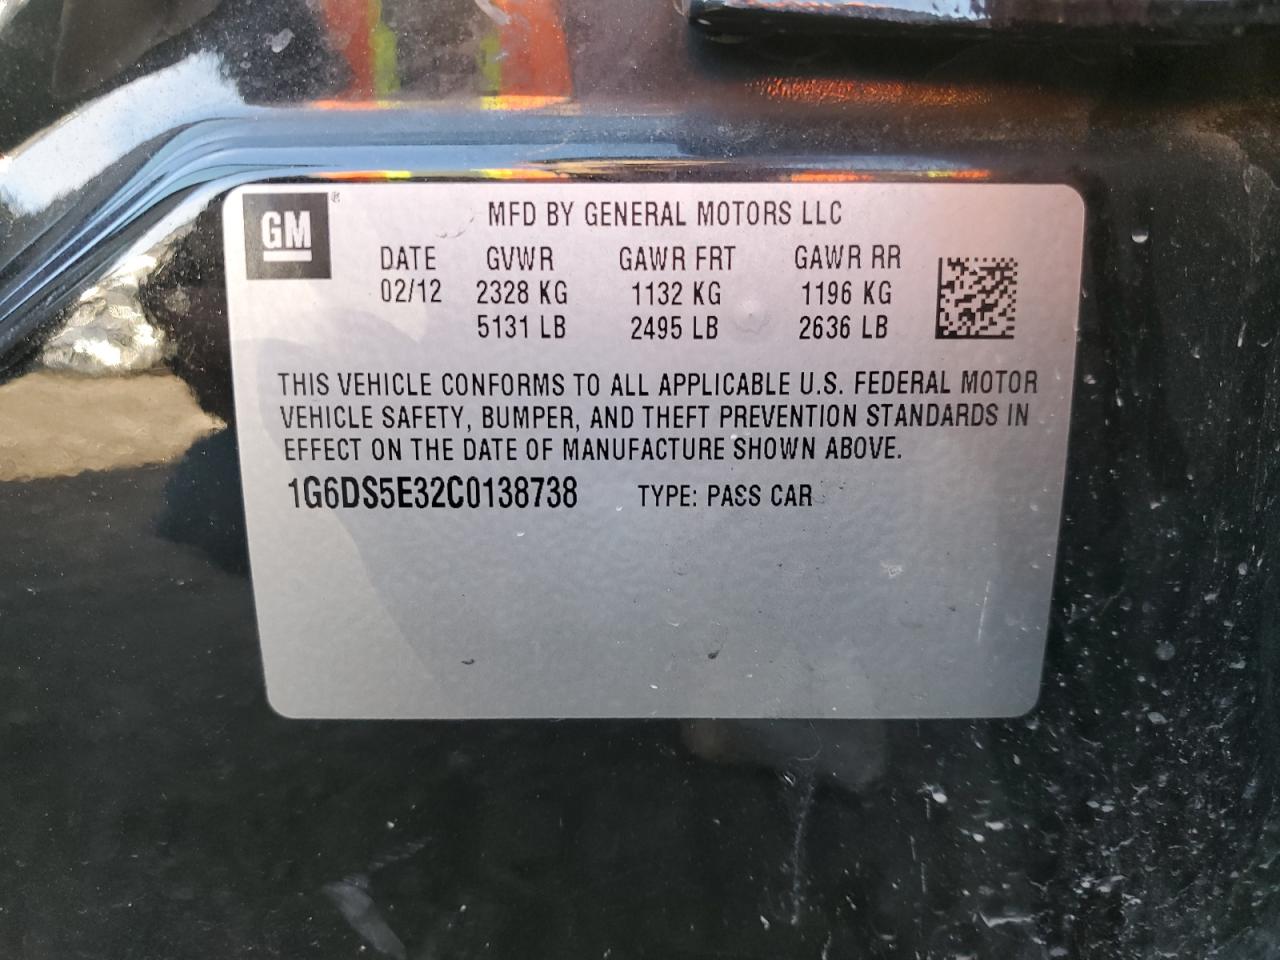 GM ®
MFD BY GENERAL MOTORS LLC
DATE GVWR GAWR FRT GAWR RR
02/12 2328 KG 1132 KG 1196 KG
5131 LB 2495 LB 2636 LB
THIS VEHICLE CONFORMS TO ALL APPLICABLE U.S. FEDERAL MOTOR
VEHICLE SAFETY, BUMPER, AND THEFT PREVENTION STANDARDS IN
EFFECT ON THE DATE OF MANUFACTURE SHOWN ABOVE.
1G6DS5E32C0138738 TYPE: PASS CAR